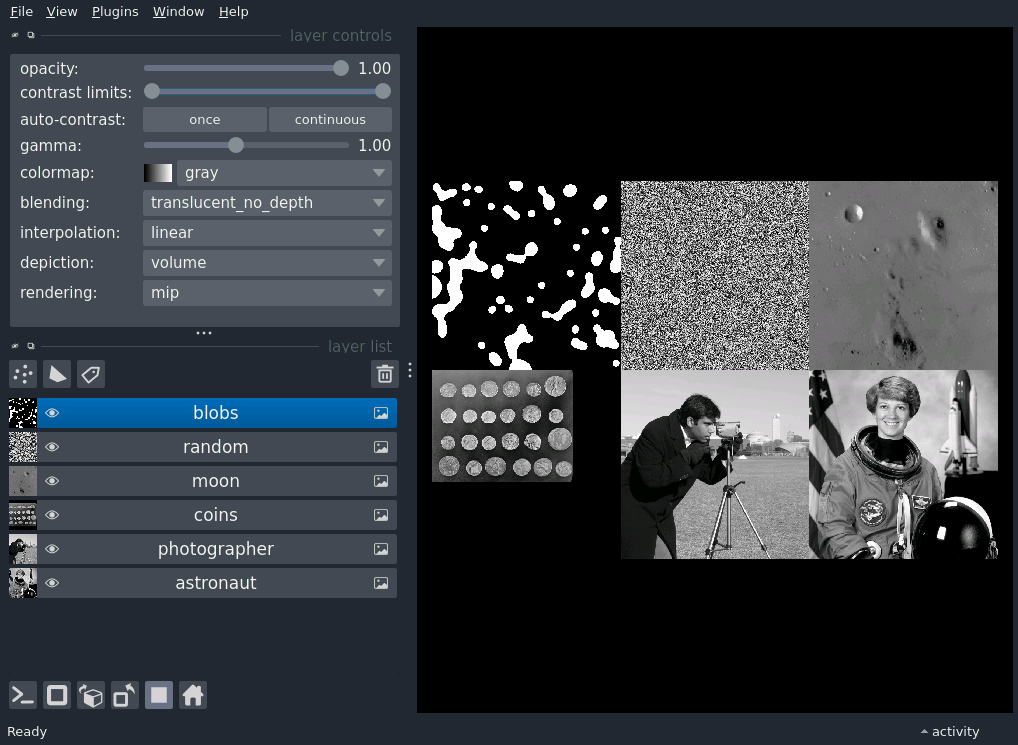 File View Plugins Window Help
layer controls
opacity: 1.00
contrast limits:
auto-contrast: once continuous
gamma: 1.00
colormap: gray
blending: translucent_no_depth
interpolation: linear
depiction: volume
rendering: mip
layer list
blobs
random
moon
coins
photographer
astronaut
Ready
activity